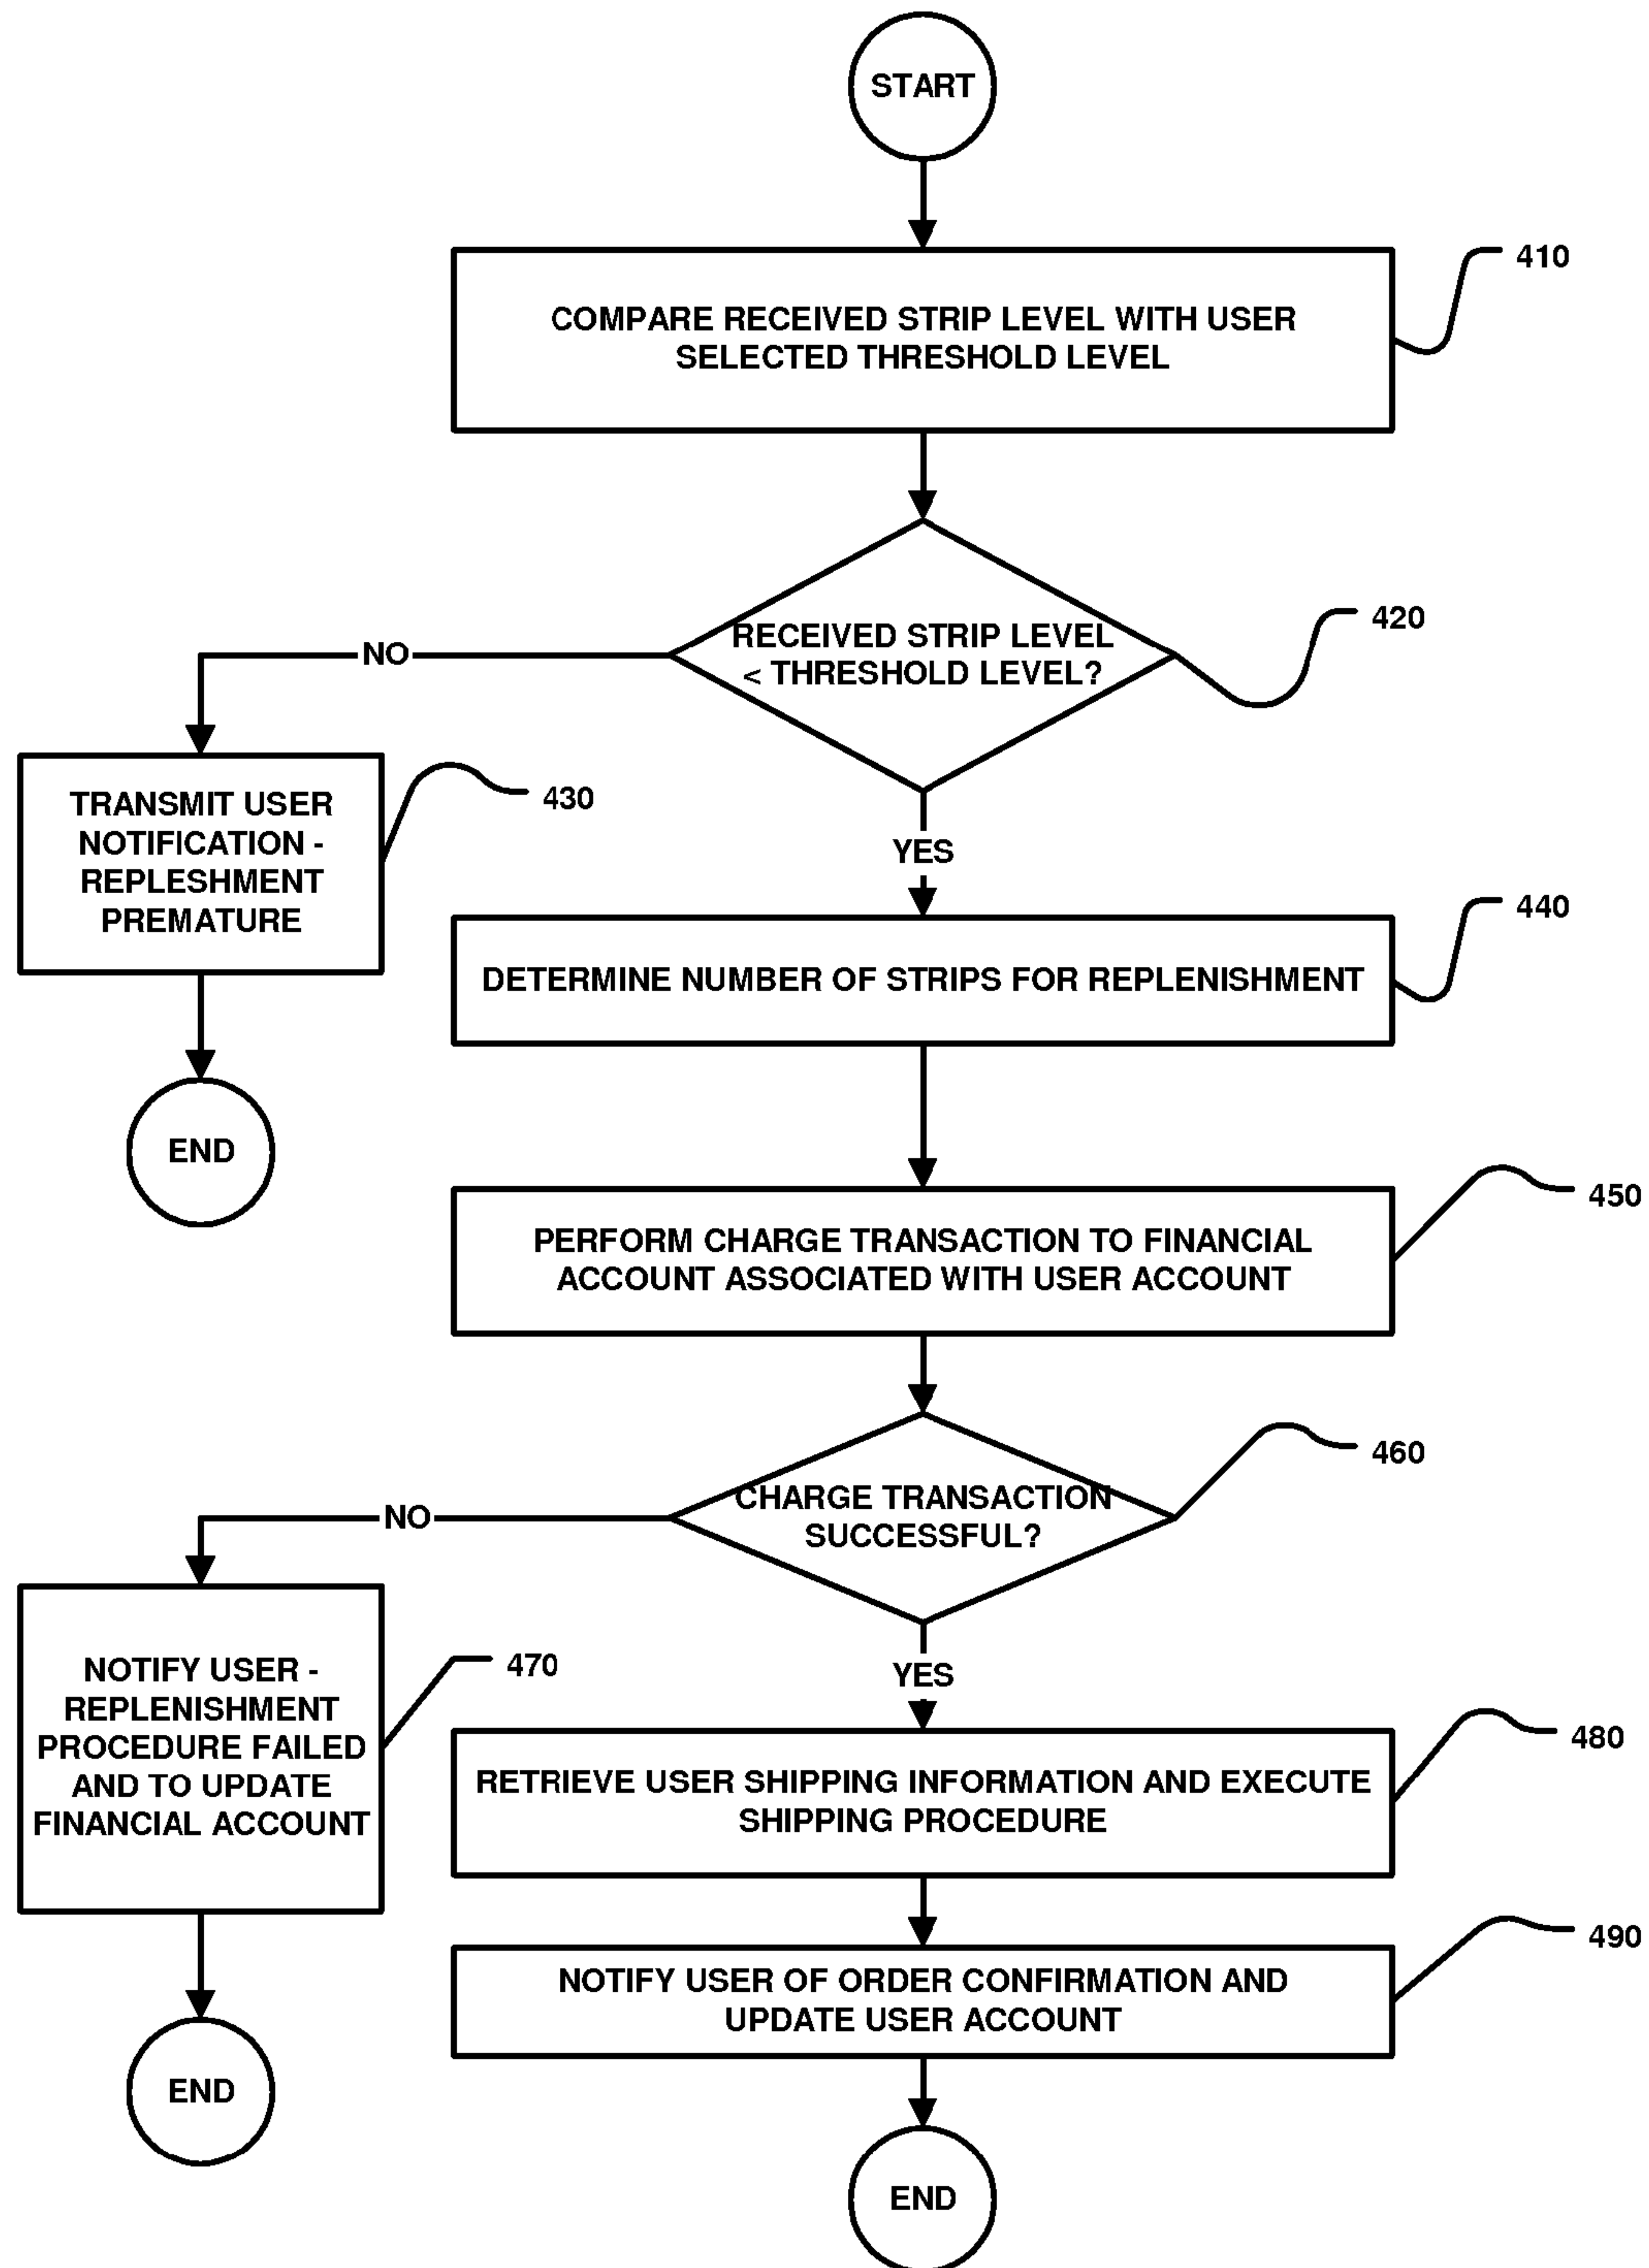 START
COMPARE RECEIVED STRIP LEVEL WITH USER
SELECTED THRESHOLD LEVEL
410
RECEIVED STRIP LEVEL
< THRESHOLD LEVEL?
420
NO
TRANSMIT USER
NOTIFICATION -
REPLESHMENT
PREMATURE
430
END
YES
DETERMINE NUMBER OF STRIPS FOR REPLENISHMENT
440
PERFORM CHARGE TRANSACTION TO FINANCIAL
ACCOUNT ASSOCIATED WITH USER ACCOUNT
450
CHARGE TRANSACTION
SUCCESSFUL?
460
NO
NOTIFY USER -
REPLENISHMENT
PROCEDURE FAILED
AND TO UPDATE
FINANCIAL ACCOUNT
470
END
YES
RETRIEVE USER SHIPPING INFORMATION AND EXECUTE
SHIPPING PROCEDURE
480
NOTIFY USER OF ORDER CONFIRMATION AND
UPDATE USER ACCOUNT
490
END